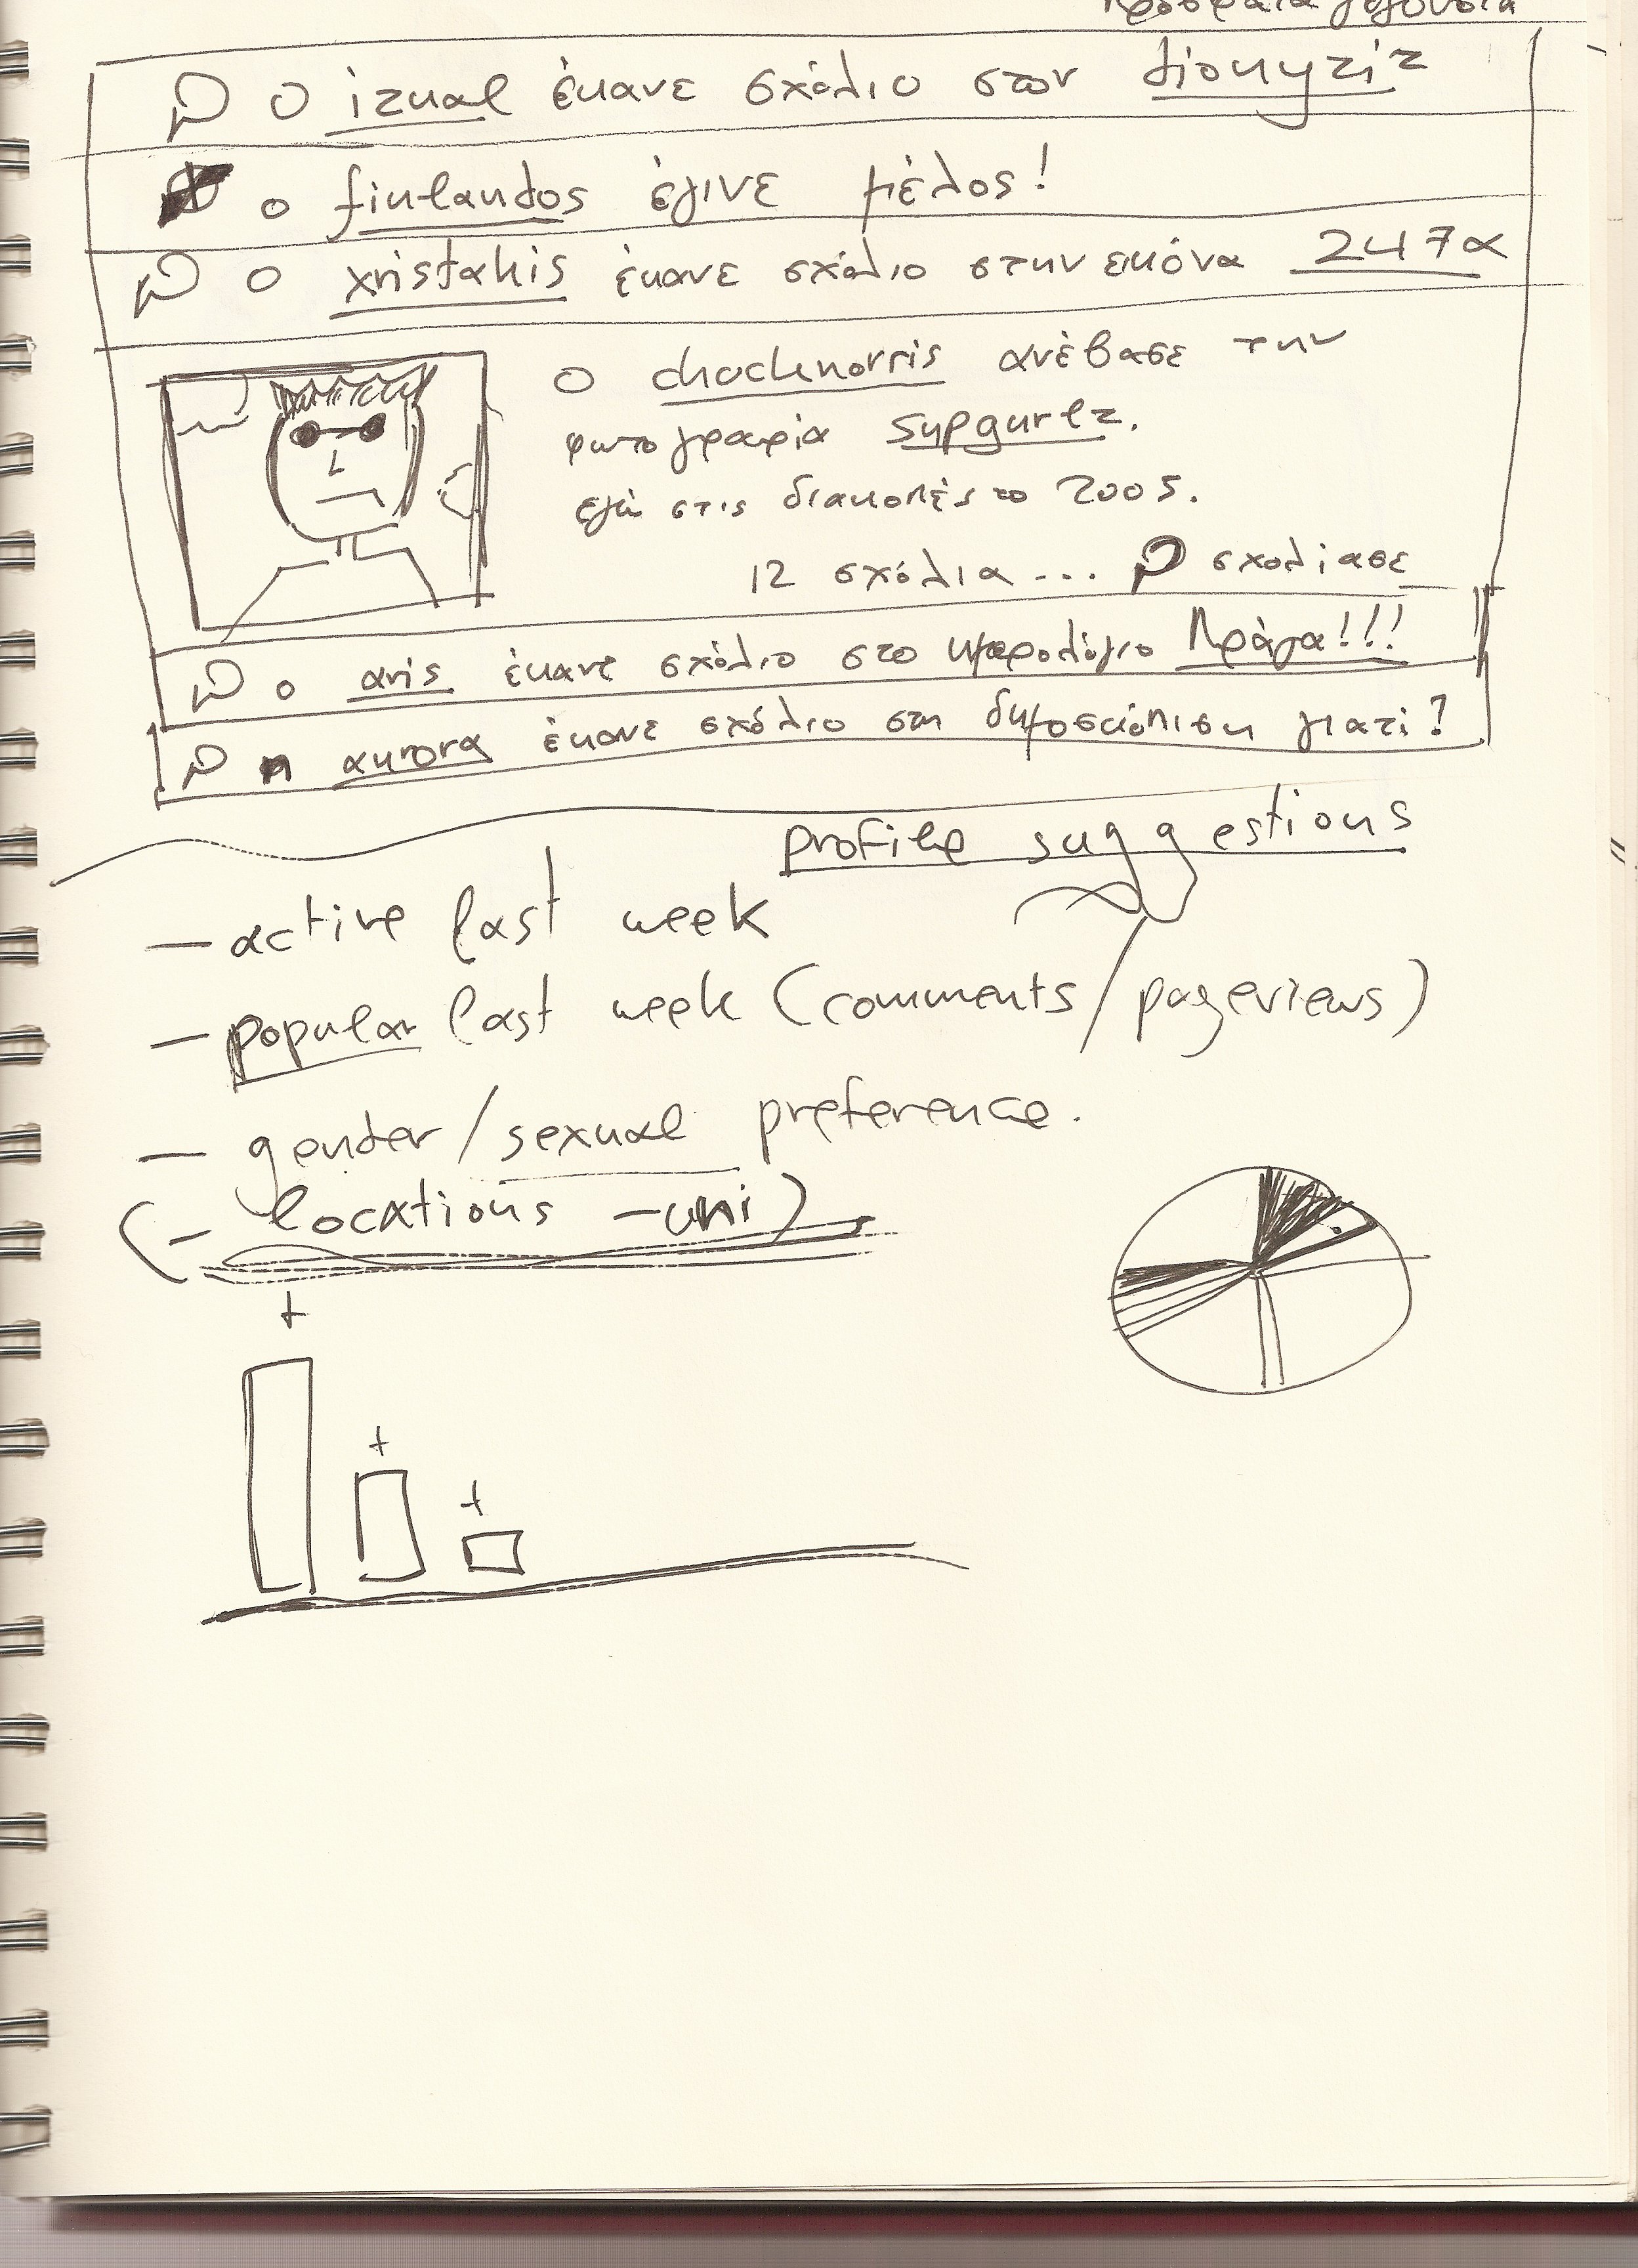 Πρόσφατα γεγονότα
Ο izual έκανε σχόλιο στον dionyziz
ο finlandos έγινε μέλος!
Ο xristakis έκανε σχόλιο στην εικόνα 247α
Ο chucknorris ανέβασε την
φωτογραφία supgurlz.
εγώ στις διακοπές το 2005.
12 σχόλια... σχολίασε
ο aris έκανε σχόλιο στο ημερολόγιο Πράγα!!!
η aurora έκανε σχόλιο στη δημοσκόπηση γιατί?
profile suggestions
– active last week
– popular last week (comments/pageviews)
– gender/sexual preference.
(– locations – uni)
+
+
+